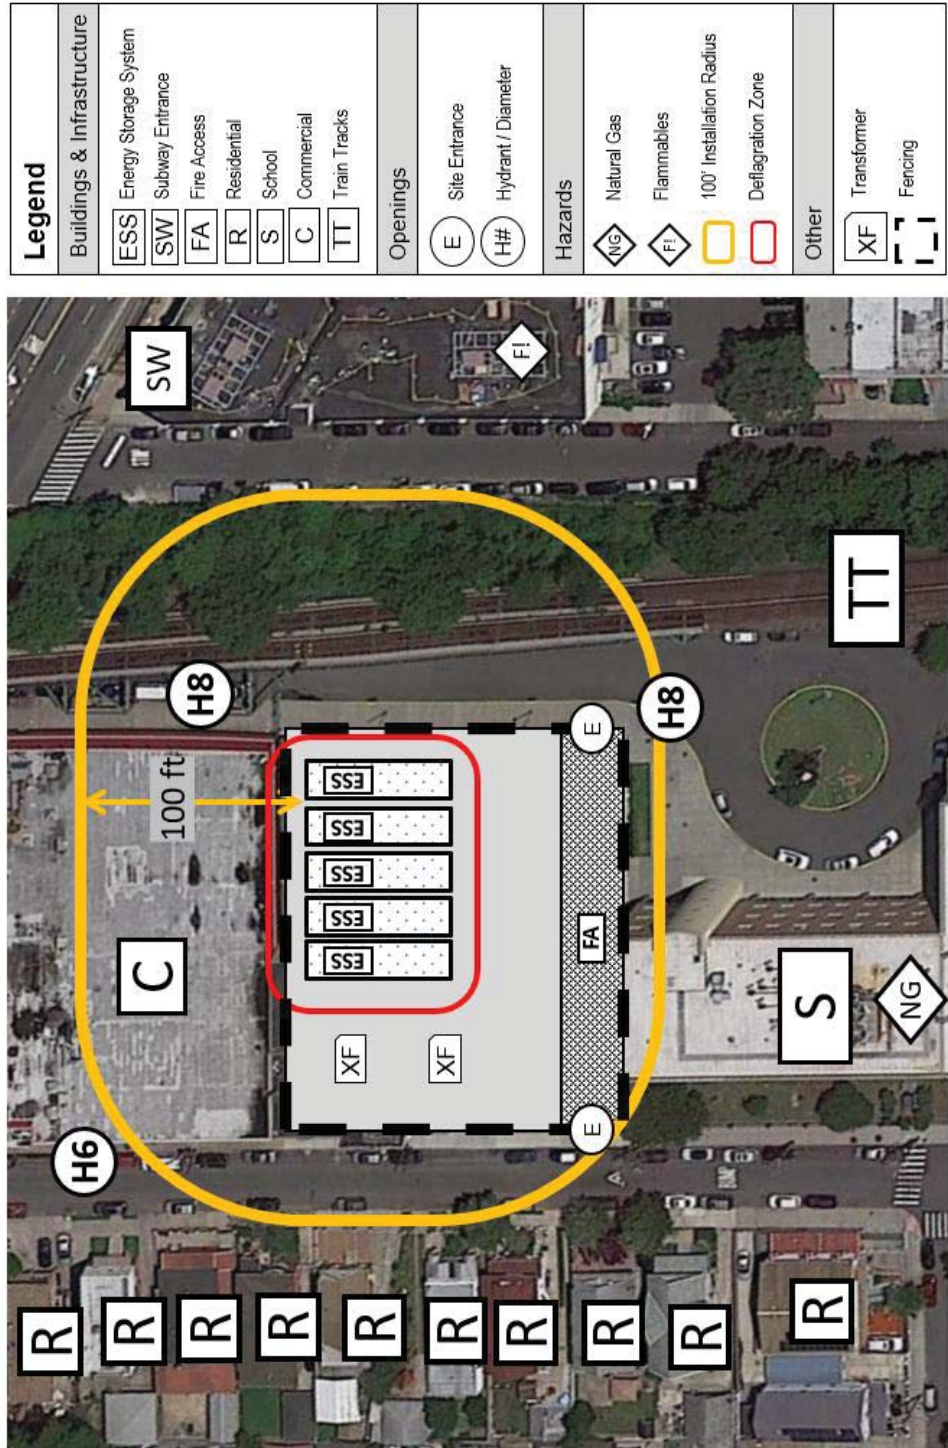 R
H6
R
C
SW
100 ft
H8
R
R
XF
ESS
ESS
ESS
ESS
ESS
R
XF
R
R
F!
R
E
FA
E
R
H8
R
S
TT
NG
Legend
Buildings & Infrastructure
ESS Energy Storage System
SW Subway Entrance
FA Fire Access
R Residential
S School
C Commercial
TT Train Tracks
Openings
E Site Entrance
H# Hydrant / Diameter
Hazards
NG Natural Gas
F! Flammables
100' Installation Radius
Deflagration Zone
Other
XF Transformer
Fencing